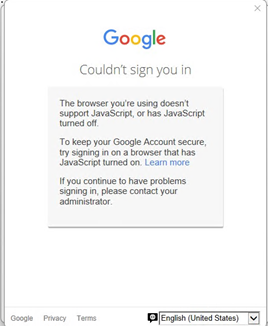 Google
Couldn't sign you in
The browser you're using doesn't
support JavaScript, or has JavaScript
turned off.
To keep your Google Account secure,
try signing in on a browser that has
JavaScript turned on. Learn more
If you continue to have problems
signing in, please contact your
administrator.
Google Privacy Terms English (United States)